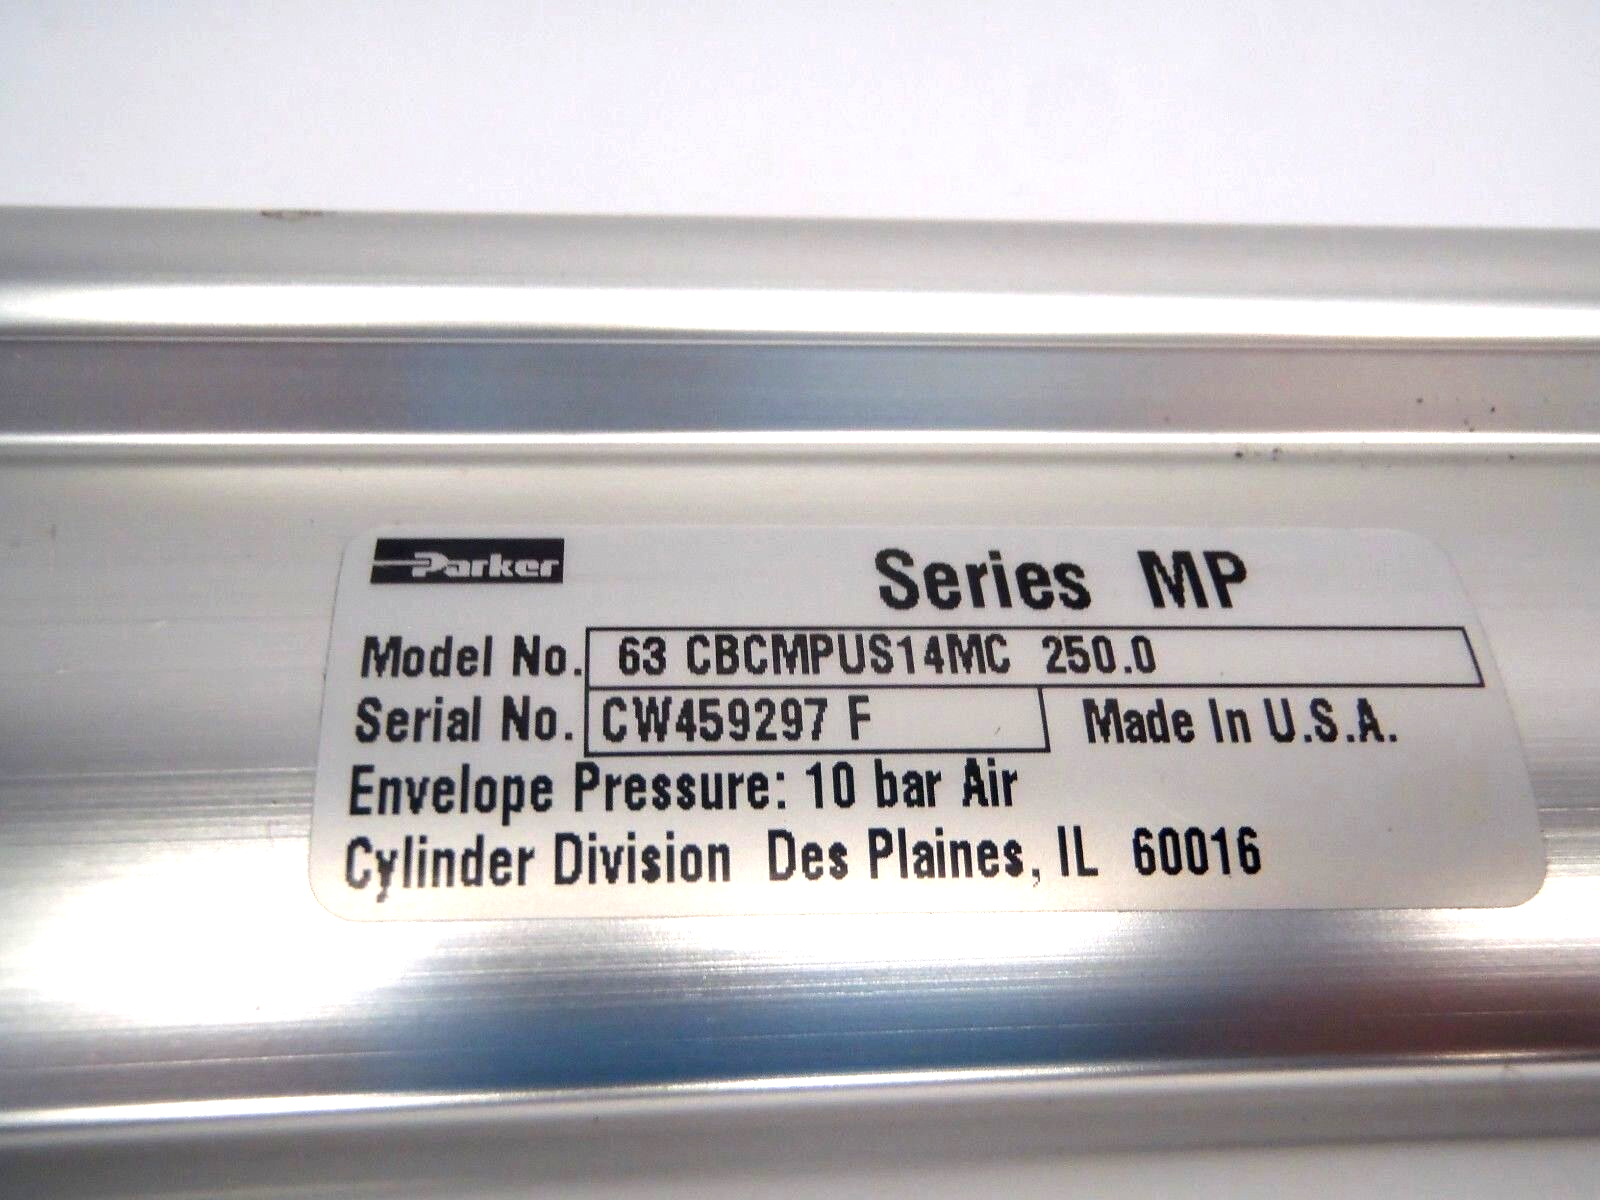 Parker
Series MP
Model No. 63 CBCMPUS14MC 250.0
Serial No. CW459297 F Made In U.S.A.
Envelope Pressure: 10 bar Air
Cylinder Division Des Plaines, IL 60016